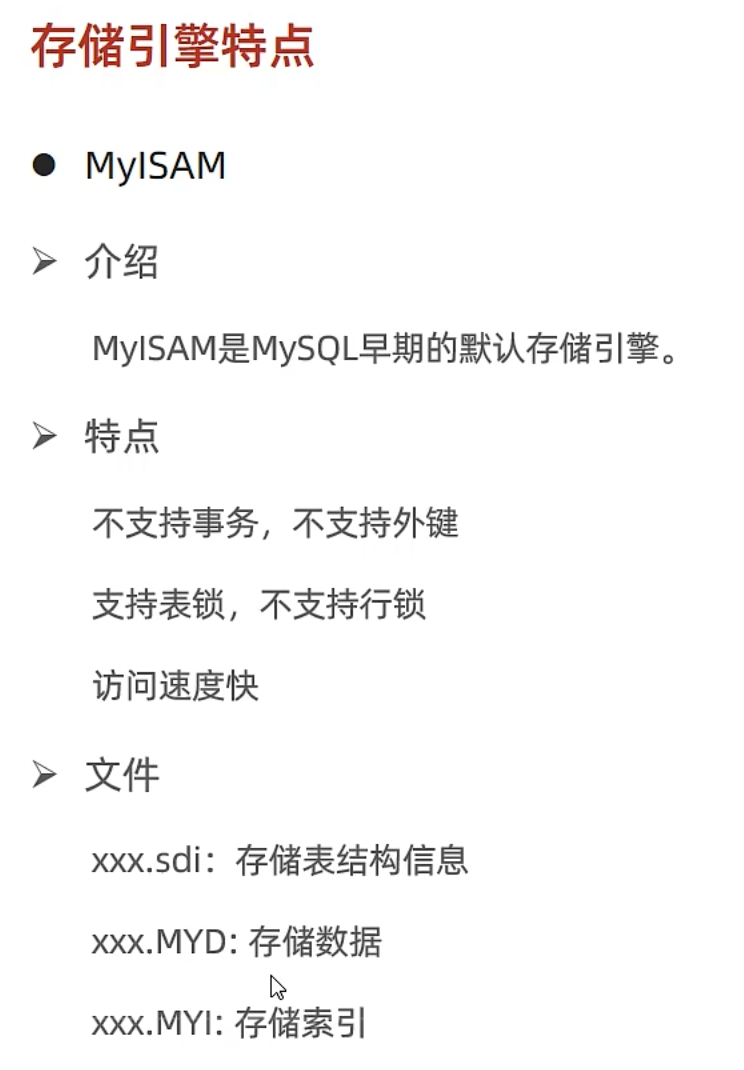 存储引擎特点
● MyISAM
➢ 介绍
MyISAM是MySQL早期的默认存储引擎。
➢ 特点
不支持事务，不支持外键
支持表锁，不支持行锁
访问速度快
➢ 文件
xxx.sdi：存储表结构信息
xxx.MYD: 存储数据
xxx.MYI: 存储索引